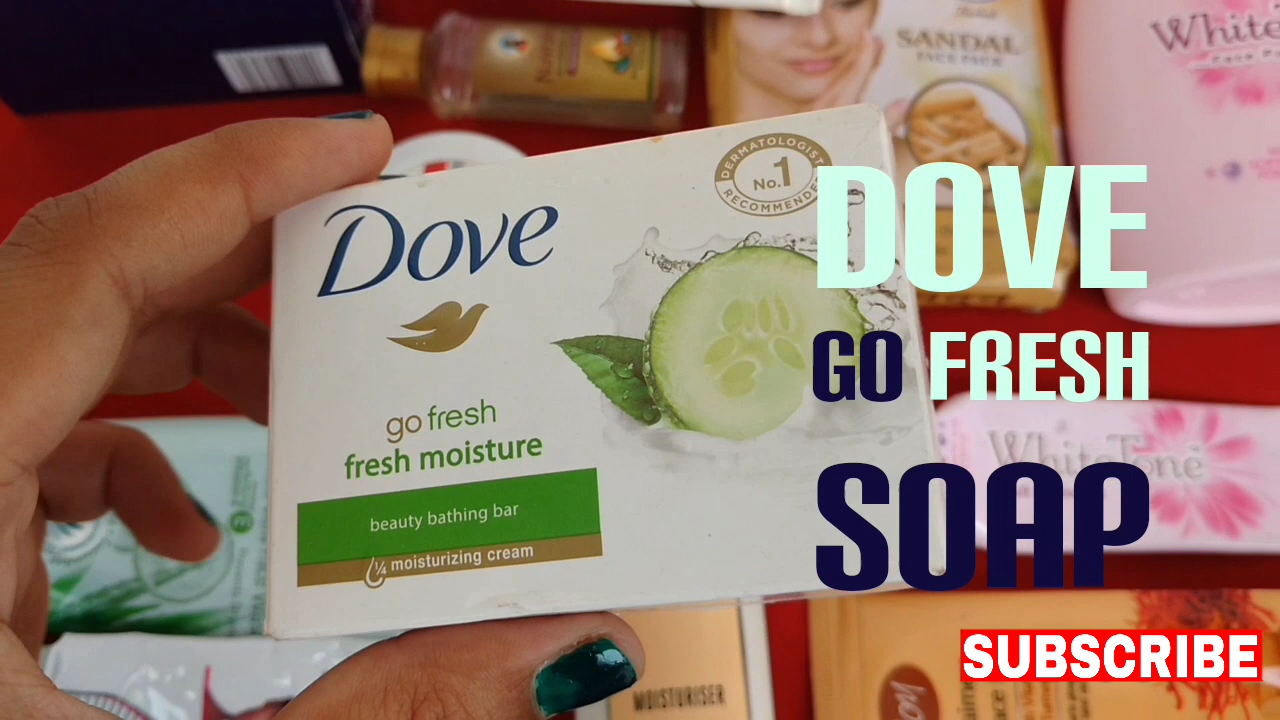 SANDAL
FACE PACK
White
DERMATOLOGIST
No.1
RECOMMENDE
Dove
go fresh
fresh moisture
beauty bathing bar
¼ moisturizing cream
DOVE
GO FRESH
SOAP
WhiteTone
MOISTURISER
SUBSCRIBE